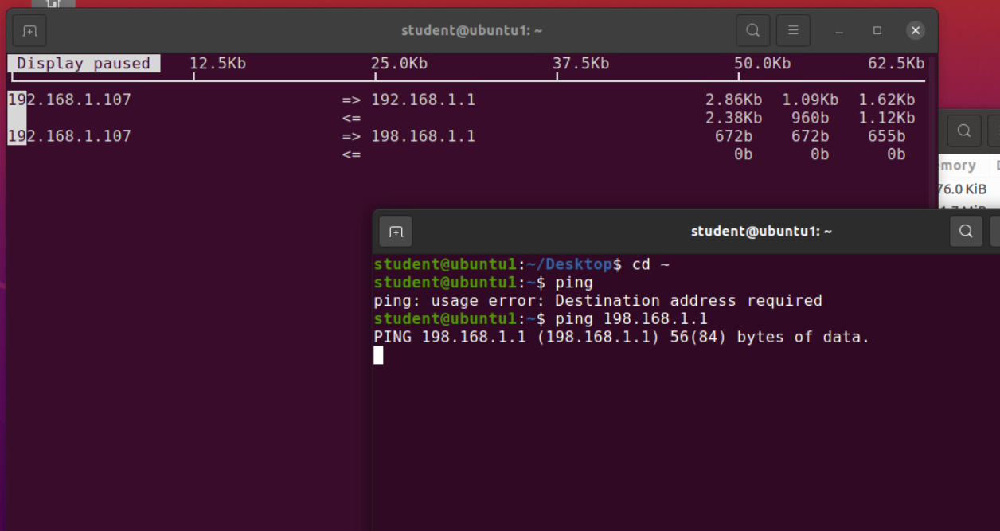 student@ubuntu1: ~
Display paused 12.5Kb 25.0Kb 37.5Kb 50.0Kb 62.5Kb
192.168.1.107 => 192.168.1.1 2.86Kb 1.09Kb 1.62Kb
<= 2.38Kb 960b 1.12Kb
192.168.1.107 => 198.168.1.1 672b 672b 655b
<= 0b 0b 0b
emory
76.0 KiB
student@ubuntu1: ~
student@ubuntu1:~/Desktop$ cd ~
student@ubuntu1:~$ ping
ping: usage error: Destination address required
student@ubuntu1:~$ ping 198.168.1.1
PING 198.168.1.1 (198.168.1.1) 56(84) bytes of data.